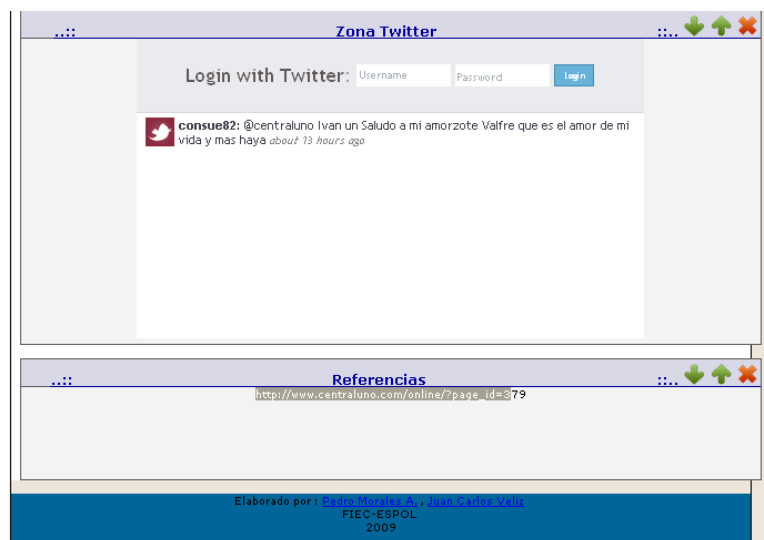 ..:: Zona Twitter ::..
Login with Twitter: Username Password Login
consue82: @centraluno Ivan un Saludo a mi amorzote Valfre que es el amor de mi
vida y mas haya about 13 hours ago
..:: Referencias ::..
http://www.centraluno.com/online/?page_id=379
Elaborado por : Pedro Morales A. , Juan Carlos Veliz
FIEC-ESPOL
2009